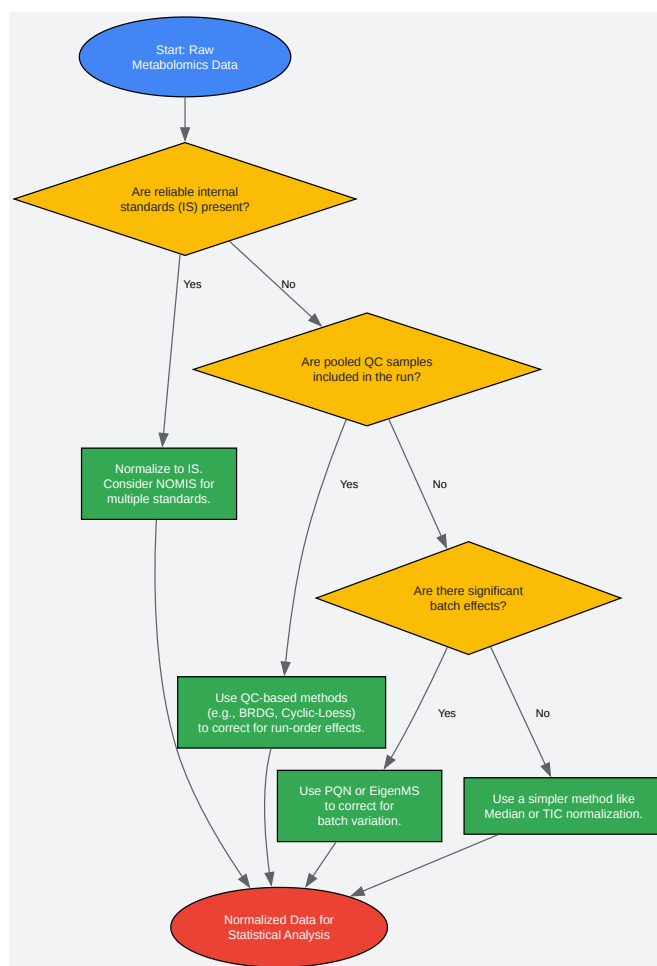 Start: Raw
Metabolomics Data
Are reliable internal
standards (IS) present?
Yes
No
Are pooled QC samples
included in the run?
Normalize to IS.
Consider NOMIS for
multiple standards.
Yes
No
Are there significant
batch effects?
Use QC-based methods
(e.g., BRDG, Cyclic-Loess)
to correct for run-order effects.
Yes
No
Use PQN or EigenMS
to correct for
batch variation.
Use a simpler method like
Median or TIC normalization.
Normalized Data for
Statistical Analysis